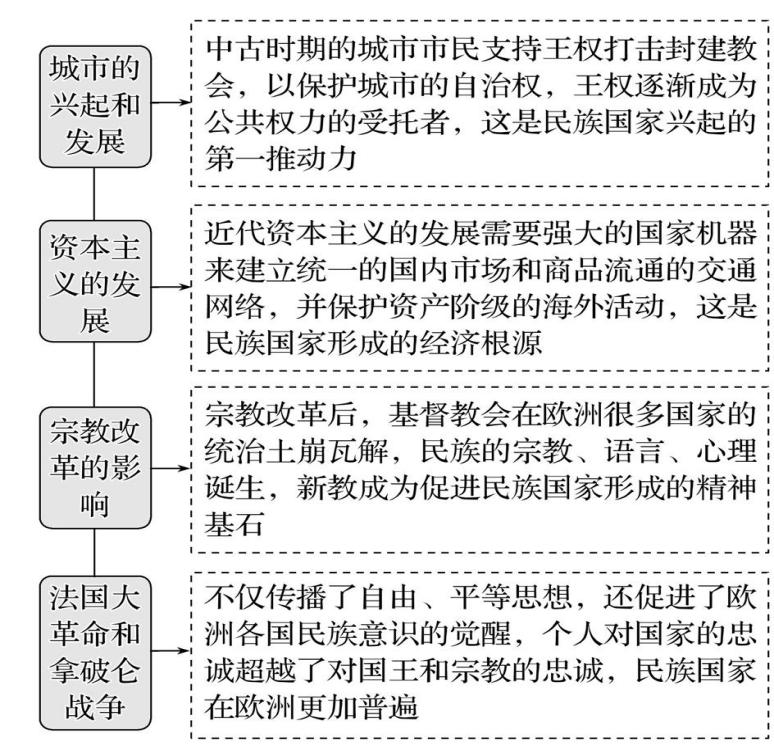 城市的
兴起和
发展
中古时期的城市市民支持王权打击封建教
会，以保护城市的自治权，王权逐渐成为
公共权力的受托者，这是民族国家兴起的
第一推动力
资本主
义的发
展
近代资本主义的发展需要强大的国家机器
来建立统一的国内市场和商品流通的交通
网络，并保护资产阶级的海外活动，这是
民族国家形成的经济根源
宗教改
革的影
响
宗教改革后，基督教会在欧洲很多国家的
统治土崩瓦解，民族的宗教、语言、心理
诞生，新教成为促进民族国家形成的精神
基石
法国大
革命和
拿破仑
战争
不仅传播了自由、平等思想，还促进了欧
洲各国民族意识的觉醒，个人对国家的忠
诚超越了对国王和宗教的忠诚，民族国家
在欧洲更加普遍